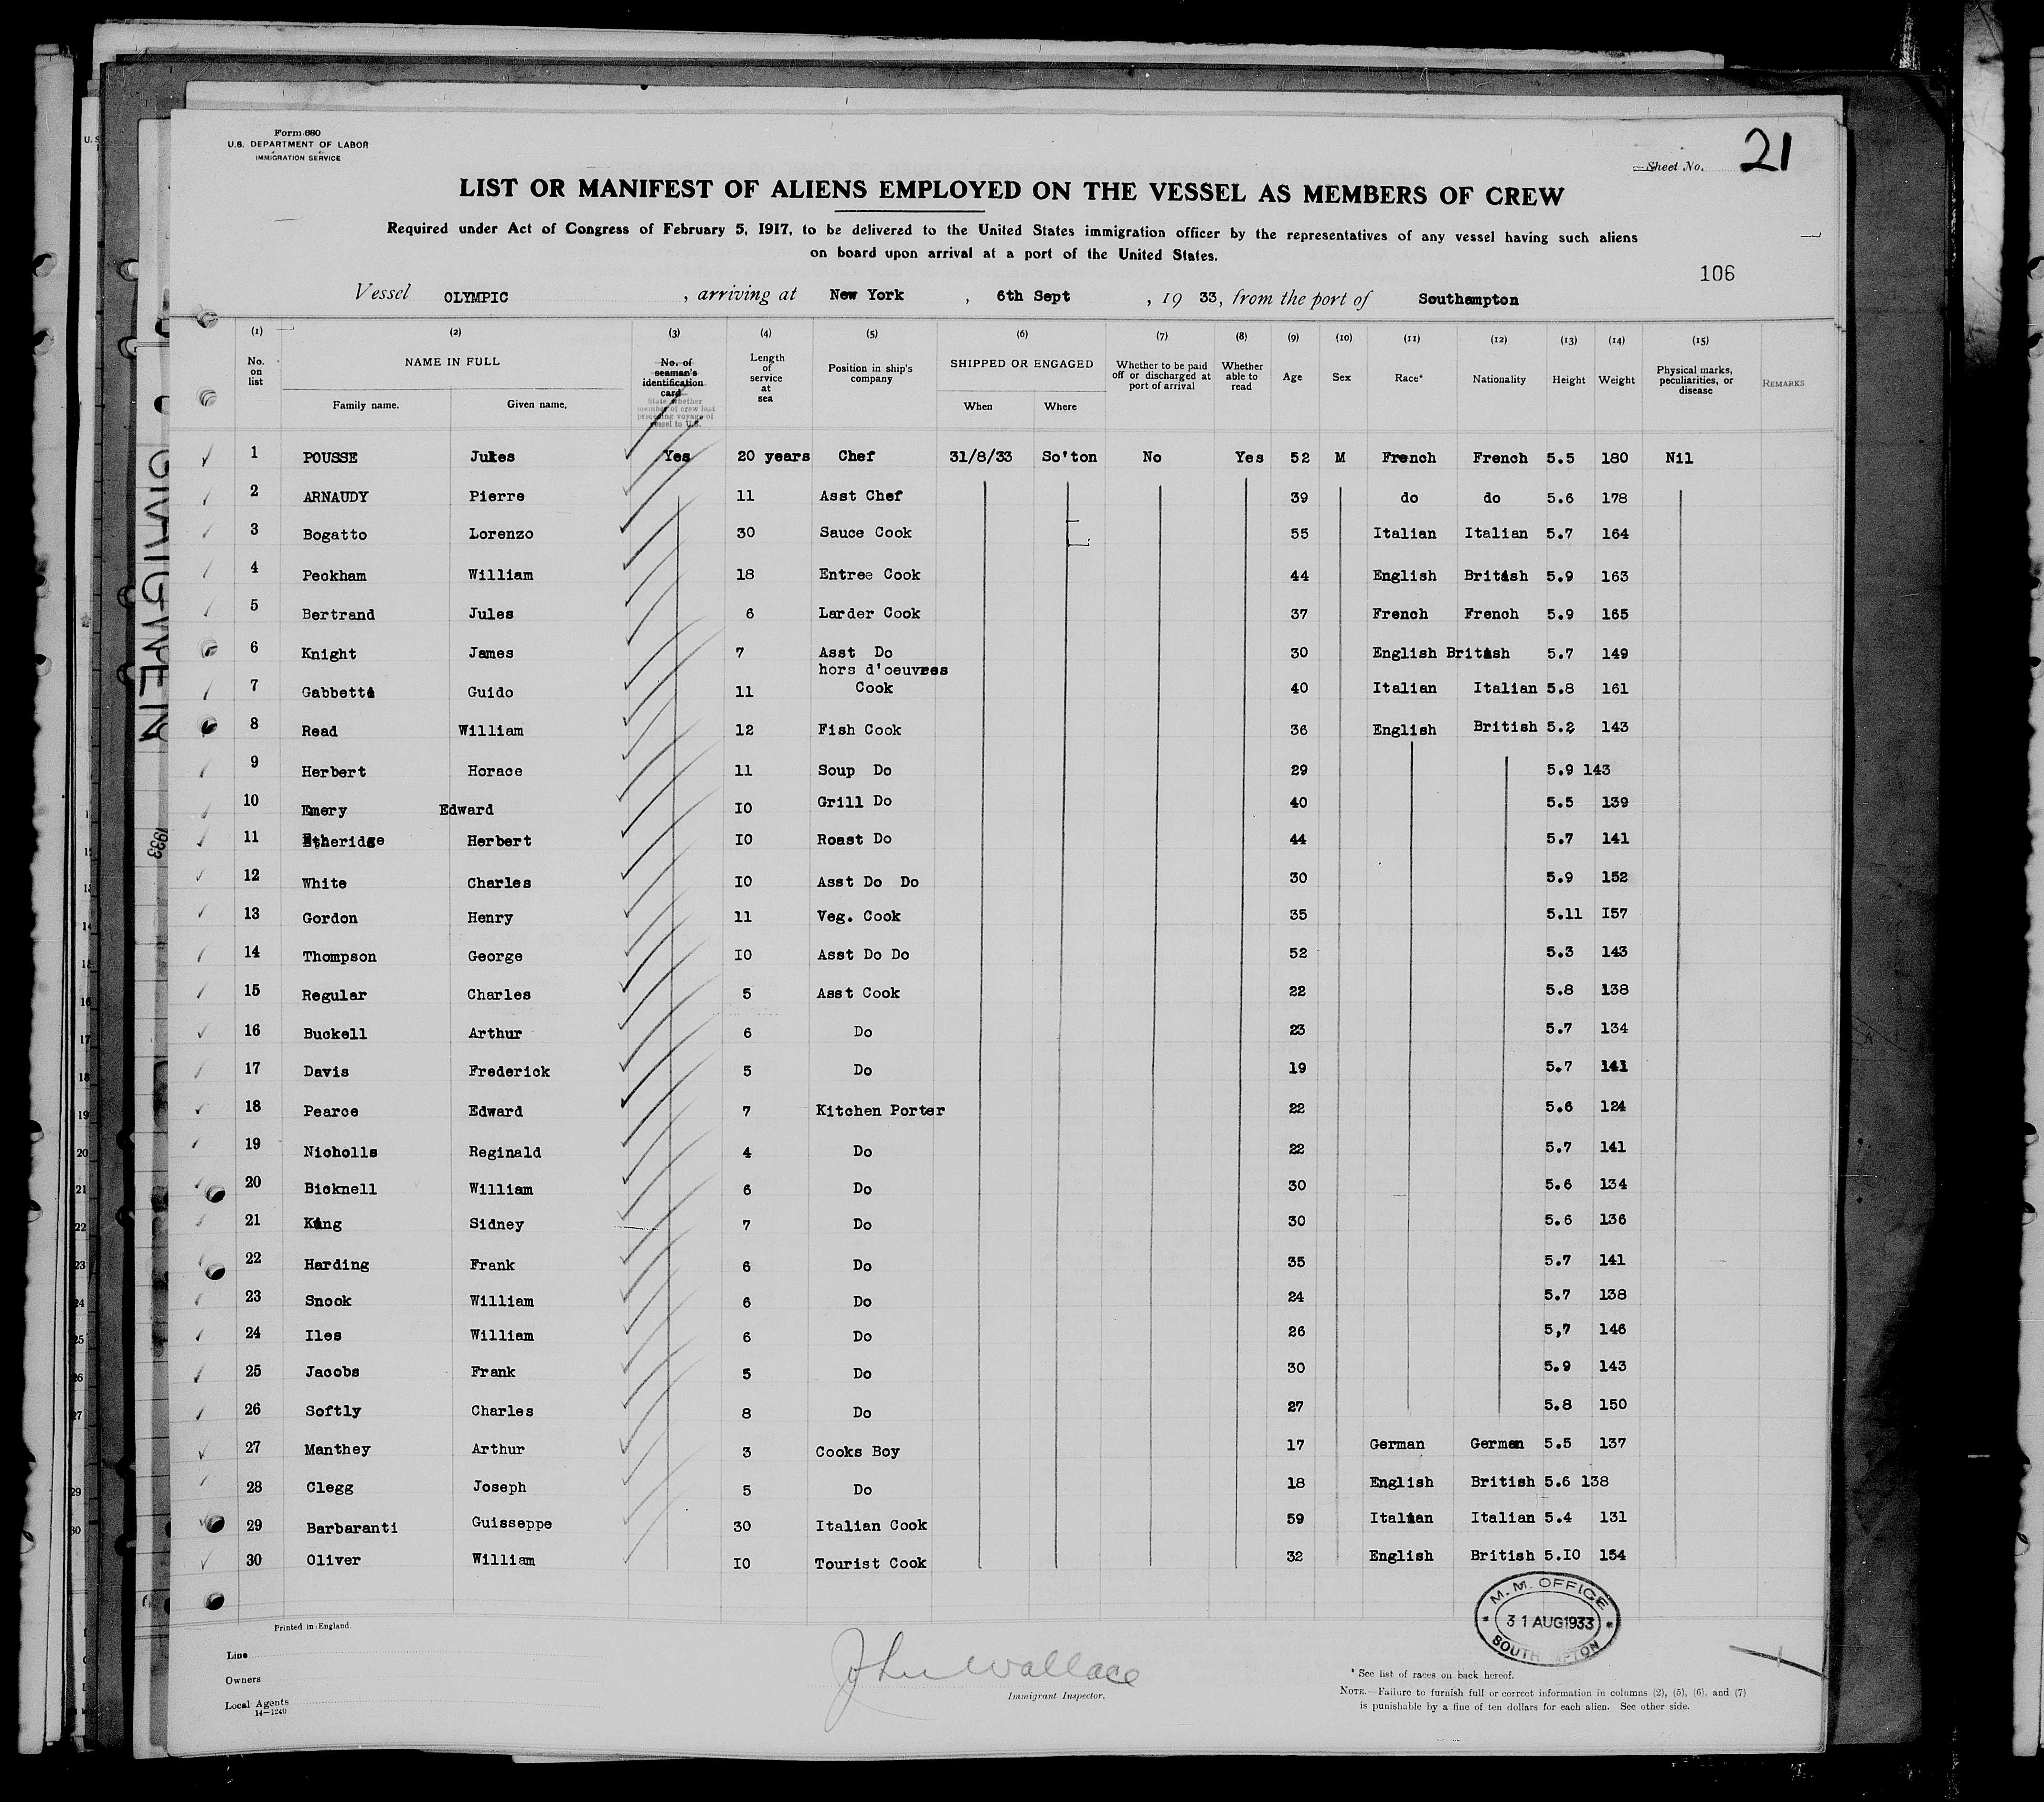 Form 680
U.S. DEPARTMENT OF LABOR
IMMIGRATION SERVICE
Sheet No. 21
LIST OR MANIFEST OF ALIENS EMPLOYED ON THE VESSEL AS MEMBERS OF CREW
Required under Act of Congress of February 5, 1917, to be delivered to the United States immigration officer by the representatives of any vessel having such aliens
on board upon arrival at a port of the United States.
106
Vessel OLYMPIC , arriving at New York , 6th Sept , 19 33, from the port of Southampton
(1) (2) (3) (4) (5) (6) (7) (8) (9) (10) (11) (12) (13) (14) (15)
No. on list NAME IN FULL Family name. Given name. No. of seaman's identification card State whether member of crew last preceding voyage of vessel to U.S. Length of service at sea Position in ship's company SHIPPED OR ENGAGED When Where Whether to be paid off or discharged at port of arrival Whether able to read Age Sex Race* Nationality Height Weight Physical marks, peculiarities, or disease REMARKS
1 POUSSE Jules Yes 20 years Chef 31/8/33 So'ton No Yes 52 M French French 5.5 180 Nil
2 ARNAUDY Pierre 11 Asst Chef 39 do do 5.6 178
3 Bogatto Lorenzo 30 Sauce Cook 55 Italian Italian 5.7 164
4 Peckham William 18 Entree Cook 44 English British 5.9 163
5 Bertrand Jules 6 Larder Cook 37 French French 5.9 165
6 Knight James 7 Asst Do 30 English British 5.7 149
hors d'oeuvres
7 Gabbetti Guido 11 Cook 40 Italian Italian 5.8 161
8 Read William 12 Fish Cook 36 English British 5.2 143
9 Herbert Horace 11 Soup Do 29 5.9 143
10 Emery Edward 10 Grill Do 40 5.5 139
11 Etheridge Herbert 10 Roast Do 44 5.7 141
12 White Charles 10 Asst Do Do 30 5.9 152
13 Gordon Henry 11 Veg. Cook 35 5.11 157
14 Thompson George 10 Asst Do Do 52 5.3 143
15 Regular Charles 5 Asst Cook 22 5.8 138
16 Buckell Arthur 6 Do 23 5.7 134
17 Davis Frederick 5 Do 19 5.7 141
18 Pearce Edward 7 Kitchen Porter 22 5.6 124
19 Nicholls Reginald 4 Do 22 5.7 141
20 Bicknell William 6 Do 30 5.6 134
21 King Sidney 7 Do 30 5.6 136
22 Harding Frank 6 Do 35 5.7 141
23 Snook William 6 Do 24 5.7 138
24 Iles William 6 Do 26 5,7 146
25 Jacobs Frank 5 Do 30 5.9 143
26 Softly Charles 8 Do 27 5.8 150
27 Manthey Arthur 3 Cooks Boy 17 German German 5.5 137
28 Clegg Joseph 5 Do 18 English British 5.6 138
29 Barbaranti Guisseppe 30 Italian Cook 59 Italian Italian 5.4 131
30 Oliver William 10 Tourist Cook 32 English British 5.10 154
M. M. OFFICE
31 AUG 1933
SOUTHAMPTON
Printed in England.
Line
Owners
Local Agents
14—1240
John Wallace
Immigrant Inspector.
* See list of races on back hereof.
NOTE.—Failure to furnish full or correct information in columns (2), (5), (6), and (7)
is punishable by a fine of ten dollars for each alien. See other side.